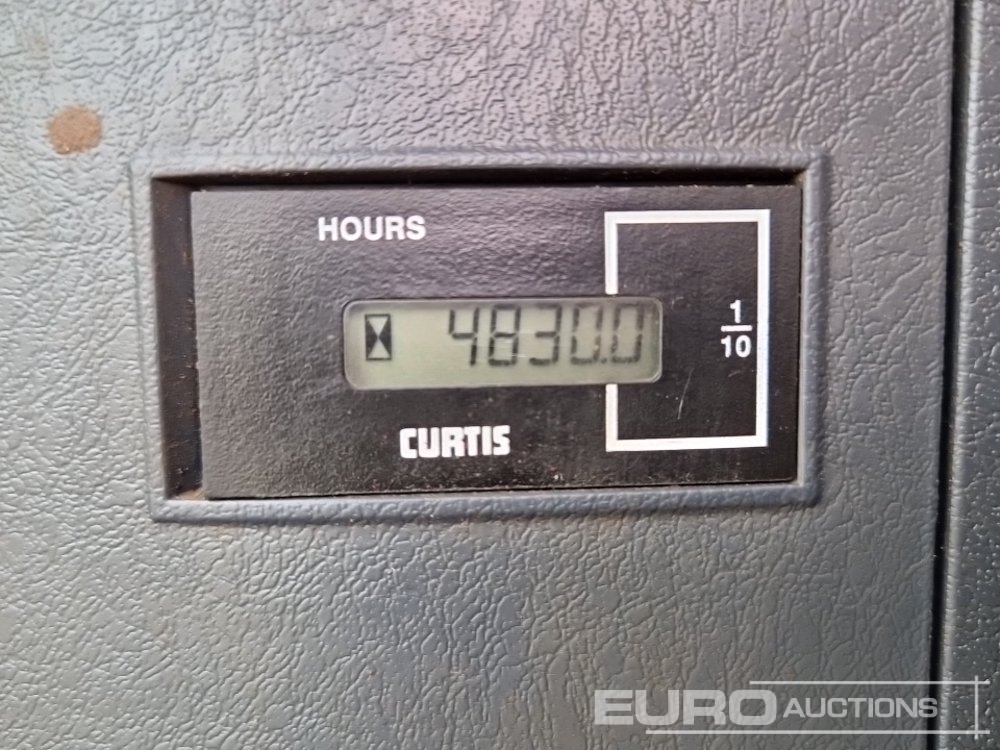 HOURS
4830.0
1
10
CURTIS
EURO AUCTIONS